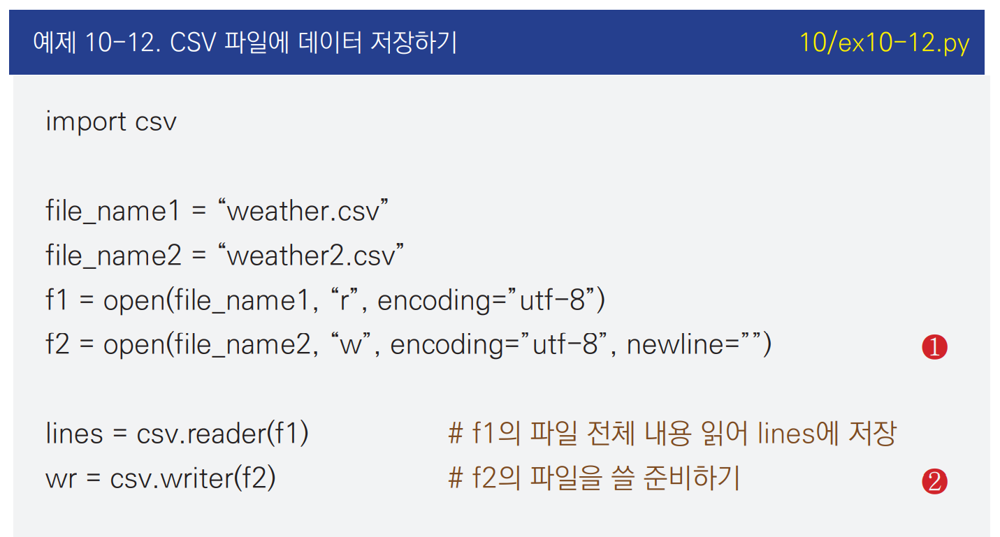 예제 10-12. CSV 파일에 데이터 저장하기 10/ex10-12.py
import csv
file_name1 = “weather.csv”
file_name2 = “weather2.csv”
f1 = open(file_name1, “r”, encoding=”utf-8”)
f2 = open(file_name2, “w”, encoding=”utf-8”, newline=””) ❶
lines = csv.reader(f1) # f1의 파일 전체 내용 읽어 lines에 저장
wr = csv.writer(f2) # f2의 파일을 쓸 준비하기 ❷